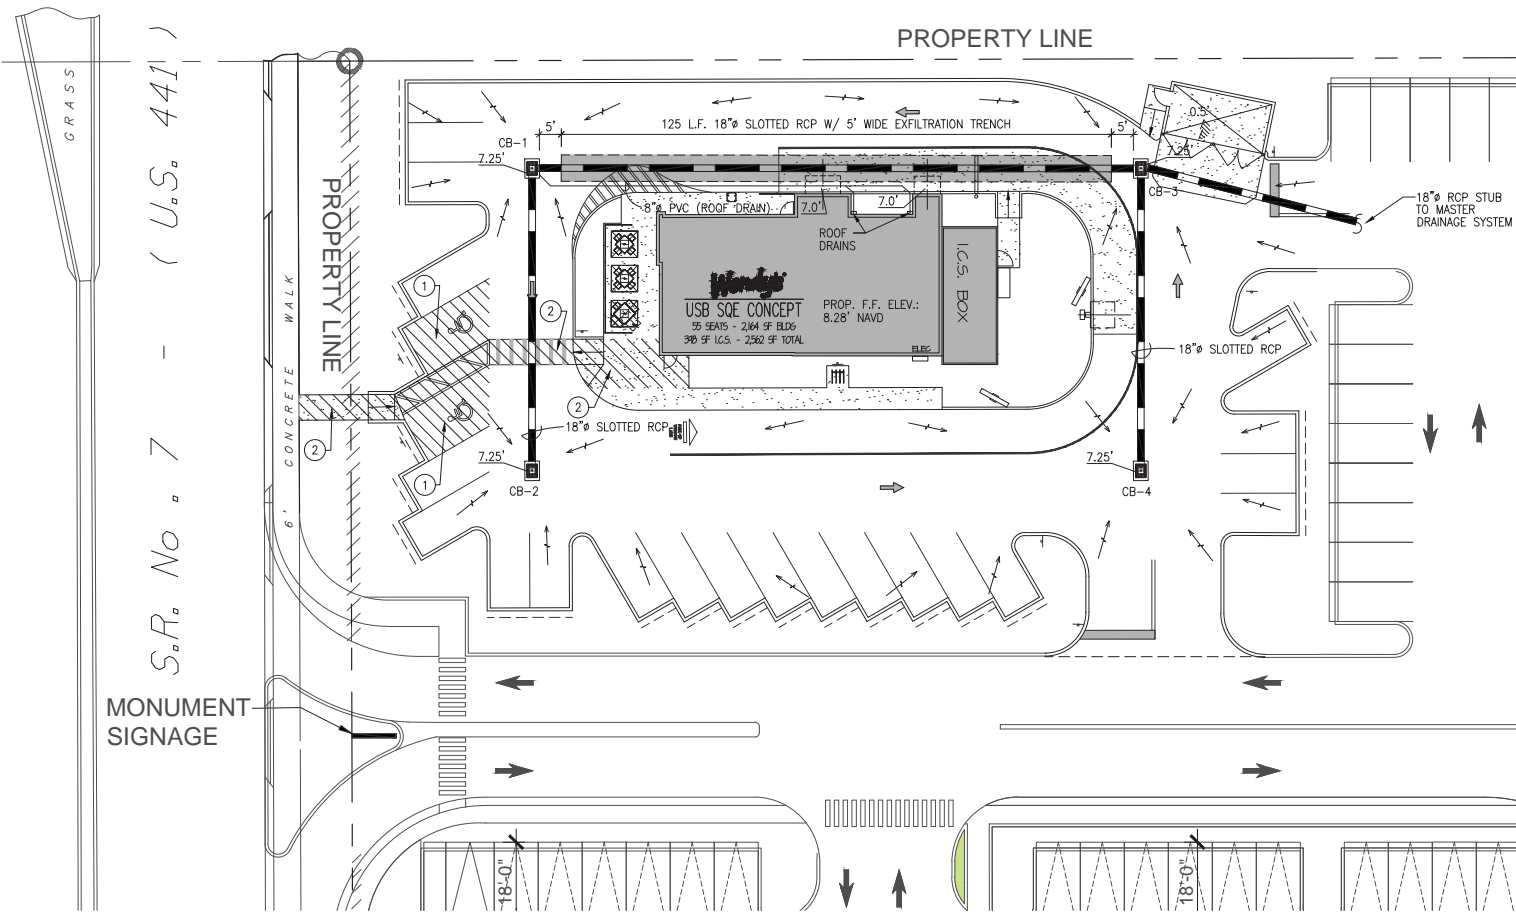 PROPERTY LINE
GRASS
S.R. No. 7 - (U.S. 441)
PROPERTY LINE
6' CONCRETE WALK
125 L.F. 18"ø SLOTTED RCP W/ 5' WIDE EXFILTRATION TRENCH
5'
5'
CB-1
7.25'
0.5'
7.25'
CB-3
18"ø RCP STUB
TO MASTER
DRAINAGE SYSTEM
8"ø PVC (ROOF DRAIN)
7.0'
7.0'
ROOF
DRAINS
Wendy's
USB SQE CONCEPT
55 SEATS - 2,164 SF BLDG
398 SF I.C.S. - 2,562 SF TOTAL
PROP. F.F. ELEV.:
8.28' NAVD
I.C.S. BOX
ELEC
1
2
2
2
2
1
18"ø SLOTTED RCP
18"ø SLOTTED RCP
7.25'
CB-2
7.25'
CB-4
MONUMENT
SIGNAGE
18'-0"
18'-0"